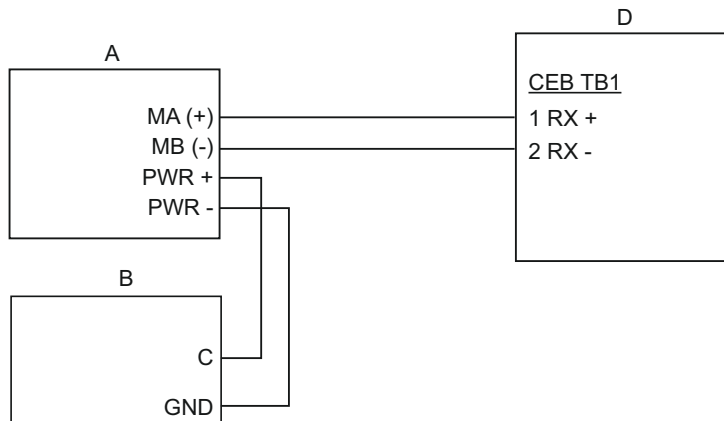 A
MA (+)
MB (-)
PWR +
PWR -
B
C
GND
D
CEB TB1
1 RX +
2 RX -